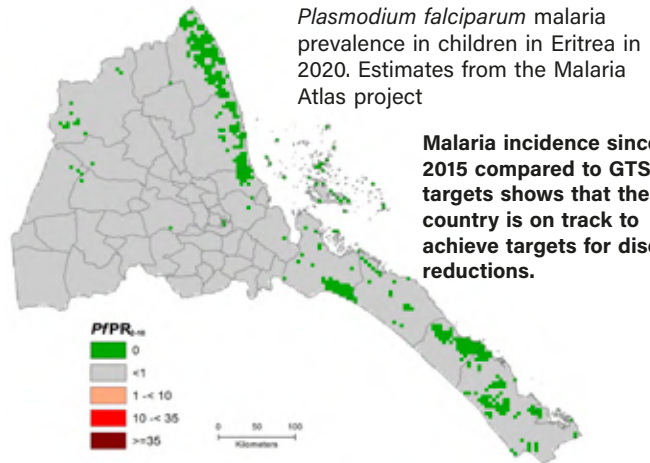 Plasmodium falciparum malaria
prevalence in children in Eritrea in
2020. Estimates from the Malaria
Atlas project
Malaria incidence since
2015 compared to GTS
targets shows that the
country is on track to
achieve targets for dise
reductions.
PfPR
0
<1
1 -< 10
10 -< 35
>=35
0 50 100
Kilometers